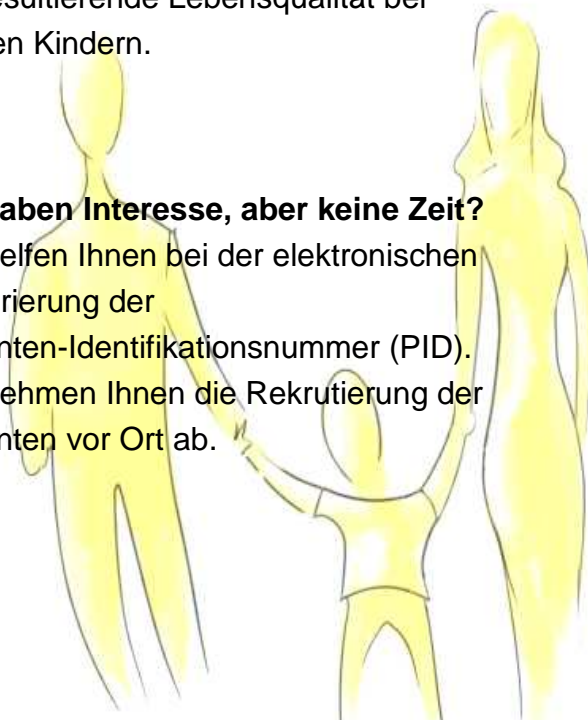 esultierende Lebensqualität bei
en Kindern.
aben Interesse, aber keine Zeit?
elfen Ihnen bei der elektronischen
rierung der
nten-Identifikationsnummer (PID).
ehmen Ihnen die Rekrutierung der
nten vor Ort ab.